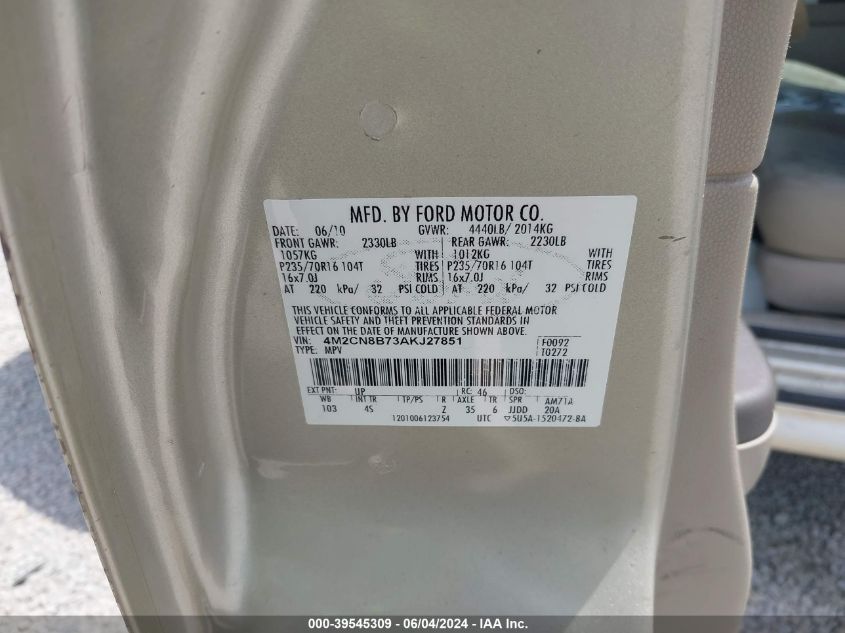 MFD. BY FORD MOTOR CO.
DATE: 06/10 GVWR: 4440LB/ 2014KG
FRONT GAWR: 2330LB REAR GAWR: 2230LB
1057KG WITH 1012KG WITH
P235/70R16 104T TIRES P235/70R16 104T TIRES
16x7.0J RIMS 16x7.0J RIMS
AT 220 kPa/ 32 PSI COLD AT 220 kPa/ 32 PSI COLD
THIS VEHICLE CONFORMS TO ALL APPLICABLE FEDERAL MOTOR
VEHICLE SAFETY AND THEFT PREVENTION STANDARDS IN
EFFECT ON THE DATE OF MANUFACTURE SHOWN ABOVE.
VIN: 4M2CN8B73AKJ27851 F0092
TYPE: MPV T0272
EXT PNT: UP RC: 46 DSO:
WB INT TR TP/PS R AXLE TR SPR AM71A
103 4S Z 35 6 JJDD 20A
1201006123754 UTC ▽5U5A-1520472-8A
000-39545309 - 06/04/2024 - IAA Inc.